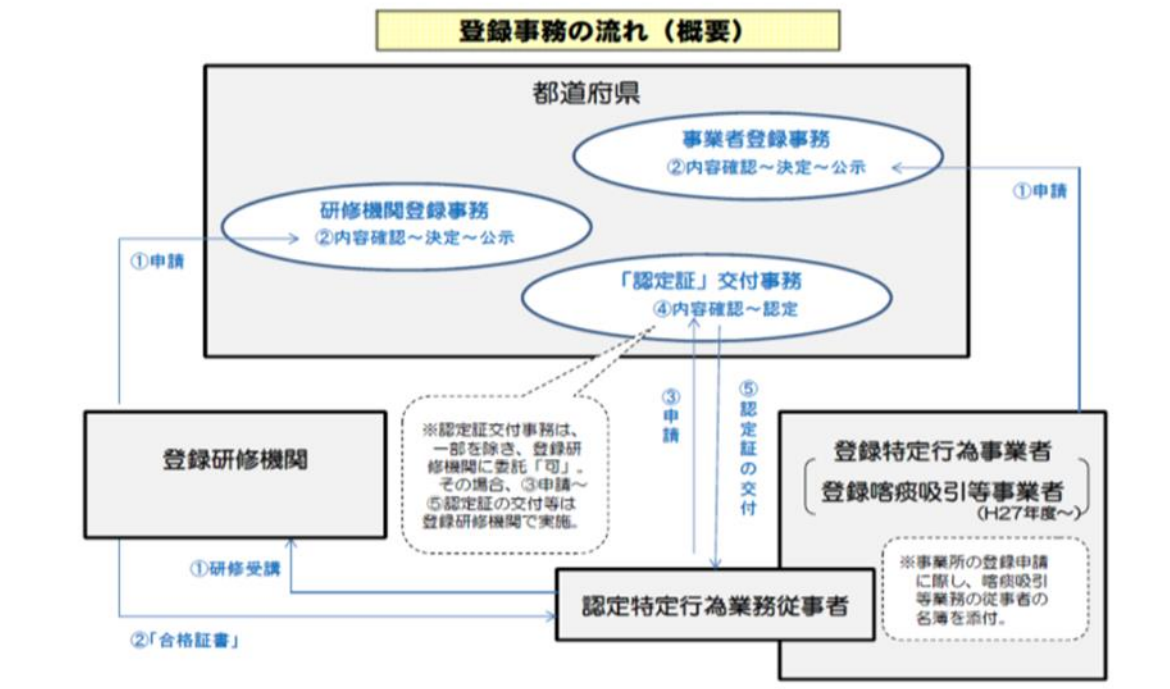 登録事務の流れ（概要）
都道府県
事業者登録事務
②内容確認～決定～公示
①申請
研修機関登録事務
②内容確認～決定～公示
①申請
「認定証」交付事務
④内容確認～認定
③申請
⑤認定証の交付
※認定証交付事務は、
一部を除き、登録研
修機関に委託「可」。
その場合、③申請～
⑤認定証の交付等は
登録研修機関で実施。
登録研修機関
登録特定行為事業者
登録喀痰吸引等事業者
（H27年度～）
※事業所の登録申請
に際し、喀痰吸引
等業務の従事者の
名簿を添付。
①研修受講
認定特定行為業務従事者
②「合格証書」